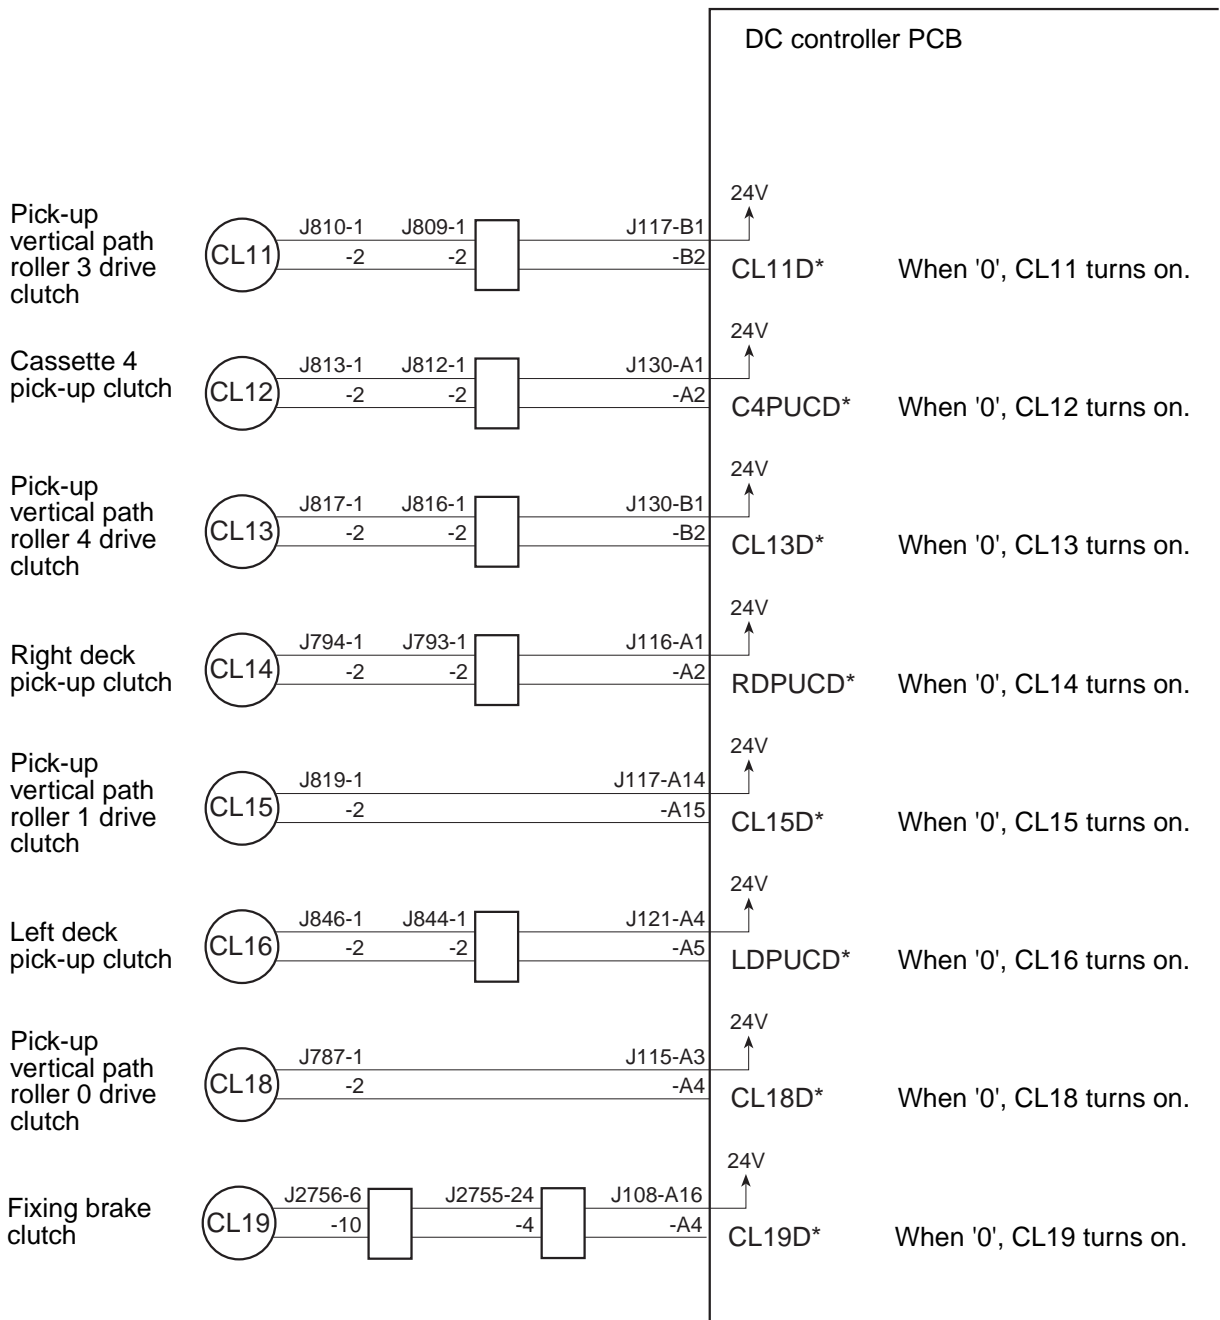 DC controller PCB
24V
Pick-up
vertical path
roller 3 drive
clutch
CL11
J810-1 J809-1 J117-B1
-2 -2 -B2
CL11D* When '0', CL11 turns on.
24V
Cassette 4
pick-up clutch
CL12
J813-1 J812-1 J130-A1
-2 -2 -A2
C4PUCD* When '0', CL12 turns on.
24V
Pick-up
vertical path
roller 4 drive
clutch
CL13
J817-1 J816-1 J130-B1
-2 -2 -B2
CL13D* When '0', CL13 turns on.
24V
Right deck
pick-up clutch
CL14
J794-1 J793-1 J116-A1
-2 -2 -A2
RDPUCD* When '0', CL14 turns on.
24V
Pick-up
vertical path
roller 1 drive
clutch
CL15
J819-1 J117-A14
-2 -A15
CL15D* When '0', CL15 turns on.
24V
Left deck
pick-up clutch
CL16
J846-1 J844-1 J121-A4
-2 -2 -A5
LDPUCD* When '0', CL16 turns on.
24V
Pick-up
vertical path
roller 0 drive
clutch
CL18
J787-1 J115-A3
-2 -A4
CL18D* When '0', CL18 turns on.
24V
Fixing brake
clutch
CL19
J2756-6 J2755-24 J108-A16
-10 -4 -A4
CL19D* When '0', CL19 turns on.